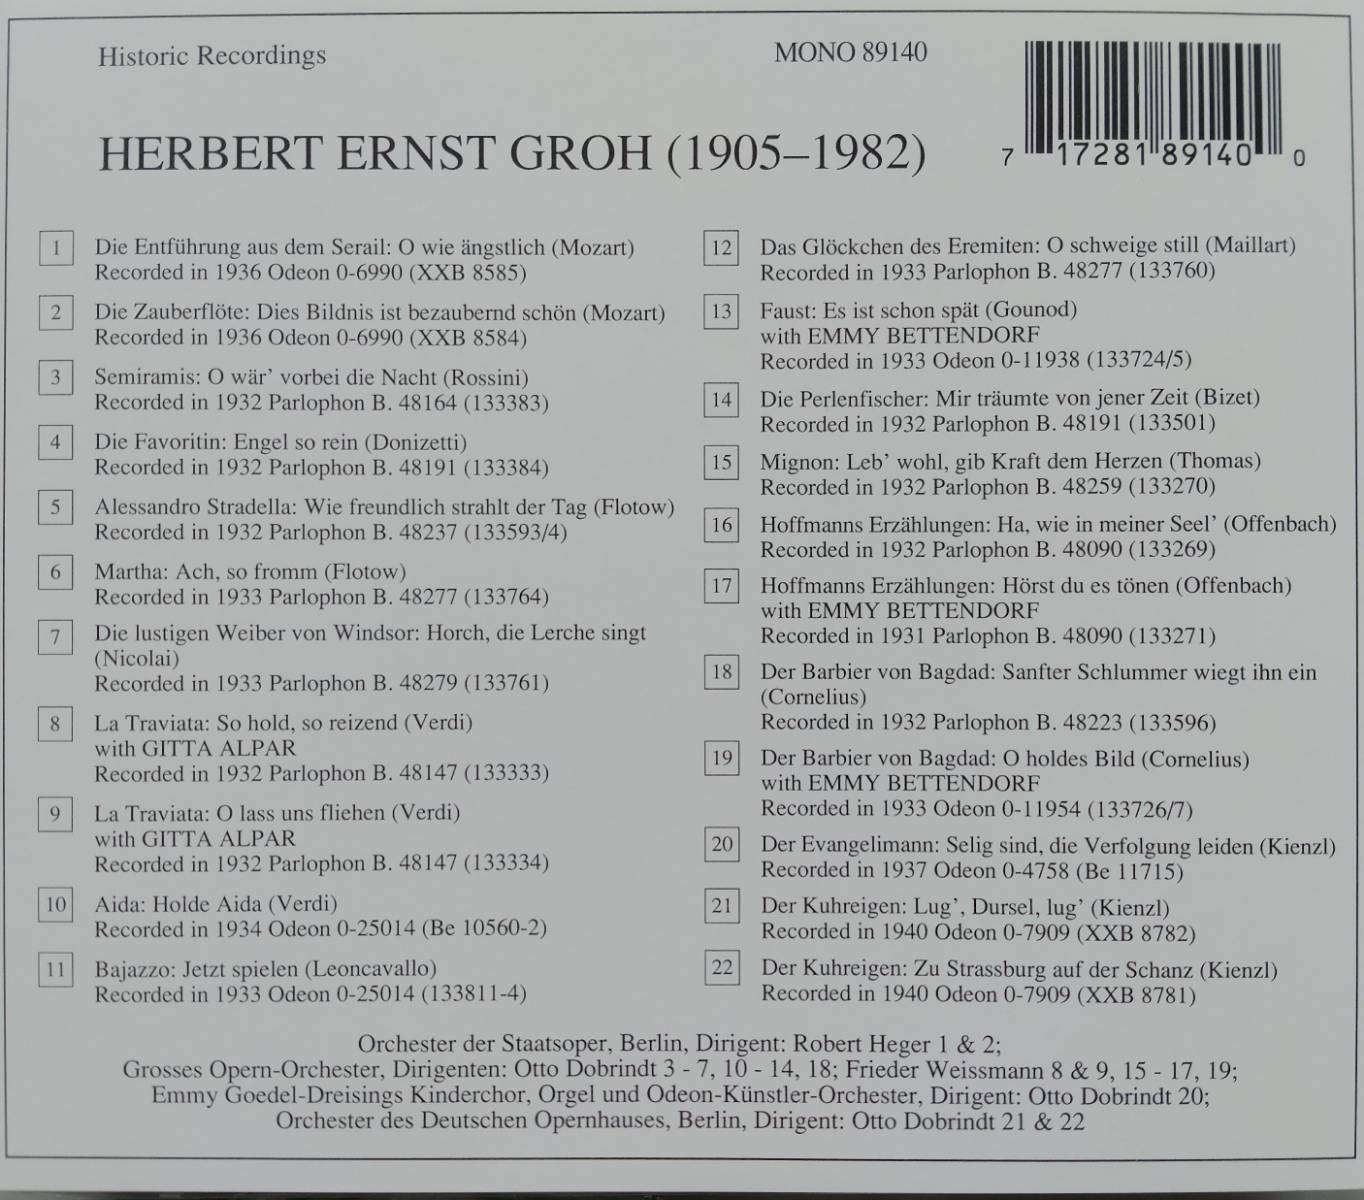 Historic Recordings
MONO 89140
HERBERT ERNST GROH (1905–1982)
7 17281 89140 0
1 Die Entführung aus dem Serail: O wie ängstlich (Mozart)
Recorded in 1936 Odeon 0-6990 (XXB 8585)
2 Die Zauberflöte: Dies Bildnis ist bezaubernd schön (Mozart)
Recorded in 1936 Odeon 0-6990 (XXB 8584)
3 Semiramis: O wär’ vorbei die Nacht (Rossini)
Recorded in 1932 Parlophon B. 48164 (133383)
4 Die Favoritin: Engel so rein (Donizetti)
Recorded in 1932 Parlophon B. 48191 (133384)
5 Alessandro Stradella: Wie freundlich strahlt der Tag (Flotow)
Recorded in 1932 Parlophon B. 48237 (133593/4)
6 Martha: Ach, so fromm (Flotow)
Recorded in 1933 Parlophon B. 48277 (133764)
7 Die lustigen Weiber von Windsor: Horch, die Lerche singt
(Nicolai)
Recorded in 1933 Parlophon B. 48279 (133761)
8 La Traviata: So hold, so reizend (Verdi)
with GITTA ALPAR
Recorded in 1932 Parlophon B. 48147 (133333)
9 La Traviata: O lass uns fliehen (Verdi)
with GITTA ALPAR
Recorded in 1932 Parlophon B. 48147 (133334)
10 Aida: Holde Aida (Verdi)
Recorded in 1934 Odeon 0-25014 (Be 10560-2)
11 Bajazzo: Jetzt spielen (Leoncavallo)
Recorded in 1933 Odeon 0-25014 (133811-4)
12 Das Glöckchen des Eremiten: O schweige still (Maillart)
Recorded in 1933 Parlophon B. 48277 (133760)
13 Faust: Es ist schon spät (Gounod)
with EMMY BETTENDORF
Recorded in 1933 Odeon 0-11938 (133724/5)
14 Die Perlenfischer: Mir träumte von jener Zeit (Bizet)
Recorded in 1932 Parlophon B. 48191 (133501)
15 Mignon: Leb’ wohl, gib Kraft dem Herzen (Thomas)
Recorded in 1932 Parlophon B. 48259 (133270)
16 Hoffmanns Erzählungen: Ha, wie in meiner Seel’ (Offenbach)
Recorded in 1932 Parlophon B. 48090 (133269)
17 Hoffmanns Erzählungen: Hörst du es tönen (Offenbach)
with EMMY BETTENDORF
Recorded in 1931 Parlophon B. 48090 (133271)
18 Der Barbier von Bagdad: Sanfter Schlummer wiegt ihn ein
(Cornelius)
Recorded in 1932 Parlophon B. 48223 (133596)
19 Der Barbier von Bagdad: O holdes Bild (Cornelius)
with EMMY BETTENDORF
Recorded in 1933 Odeon 0-11954 (133726/7)
20 Der Evangelimann: Selig sind, die Verfolgung leiden (Kienzl)
Recorded in 1937 Odeon 0-4758 (Be 11715)
21 Der Kuhreigen: Lug’, Dursel, lug’ (Kienzl)
Recorded in 1940 Odeon 0-7909 (XXB 8782)
22 Der Kuhreigen: Zu Strassburg auf der Schanz (Kienzl)
Recorded in 1940 Odeon 0-7909 (XXB 8781)
Orchester der Staatsoper, Berlin, Dirigent: Robert Heger 1 & 2;
Grosses Opern-Orchester, Dirigenten: Otto Dobrindt 3 - 7, 10 - 14, 18; Frieder Weissmann 8 & 9, 15 - 17, 19;
Emmy Goedel-Dreisings Kinderchor, Orgel und Odeon-Künstler-Orchester, Dirigent: Otto Dobrindt 20;
Orchester des Deutschen Opernhauses, Berlin, Dirigent: Otto Dobrindt 21 & 22